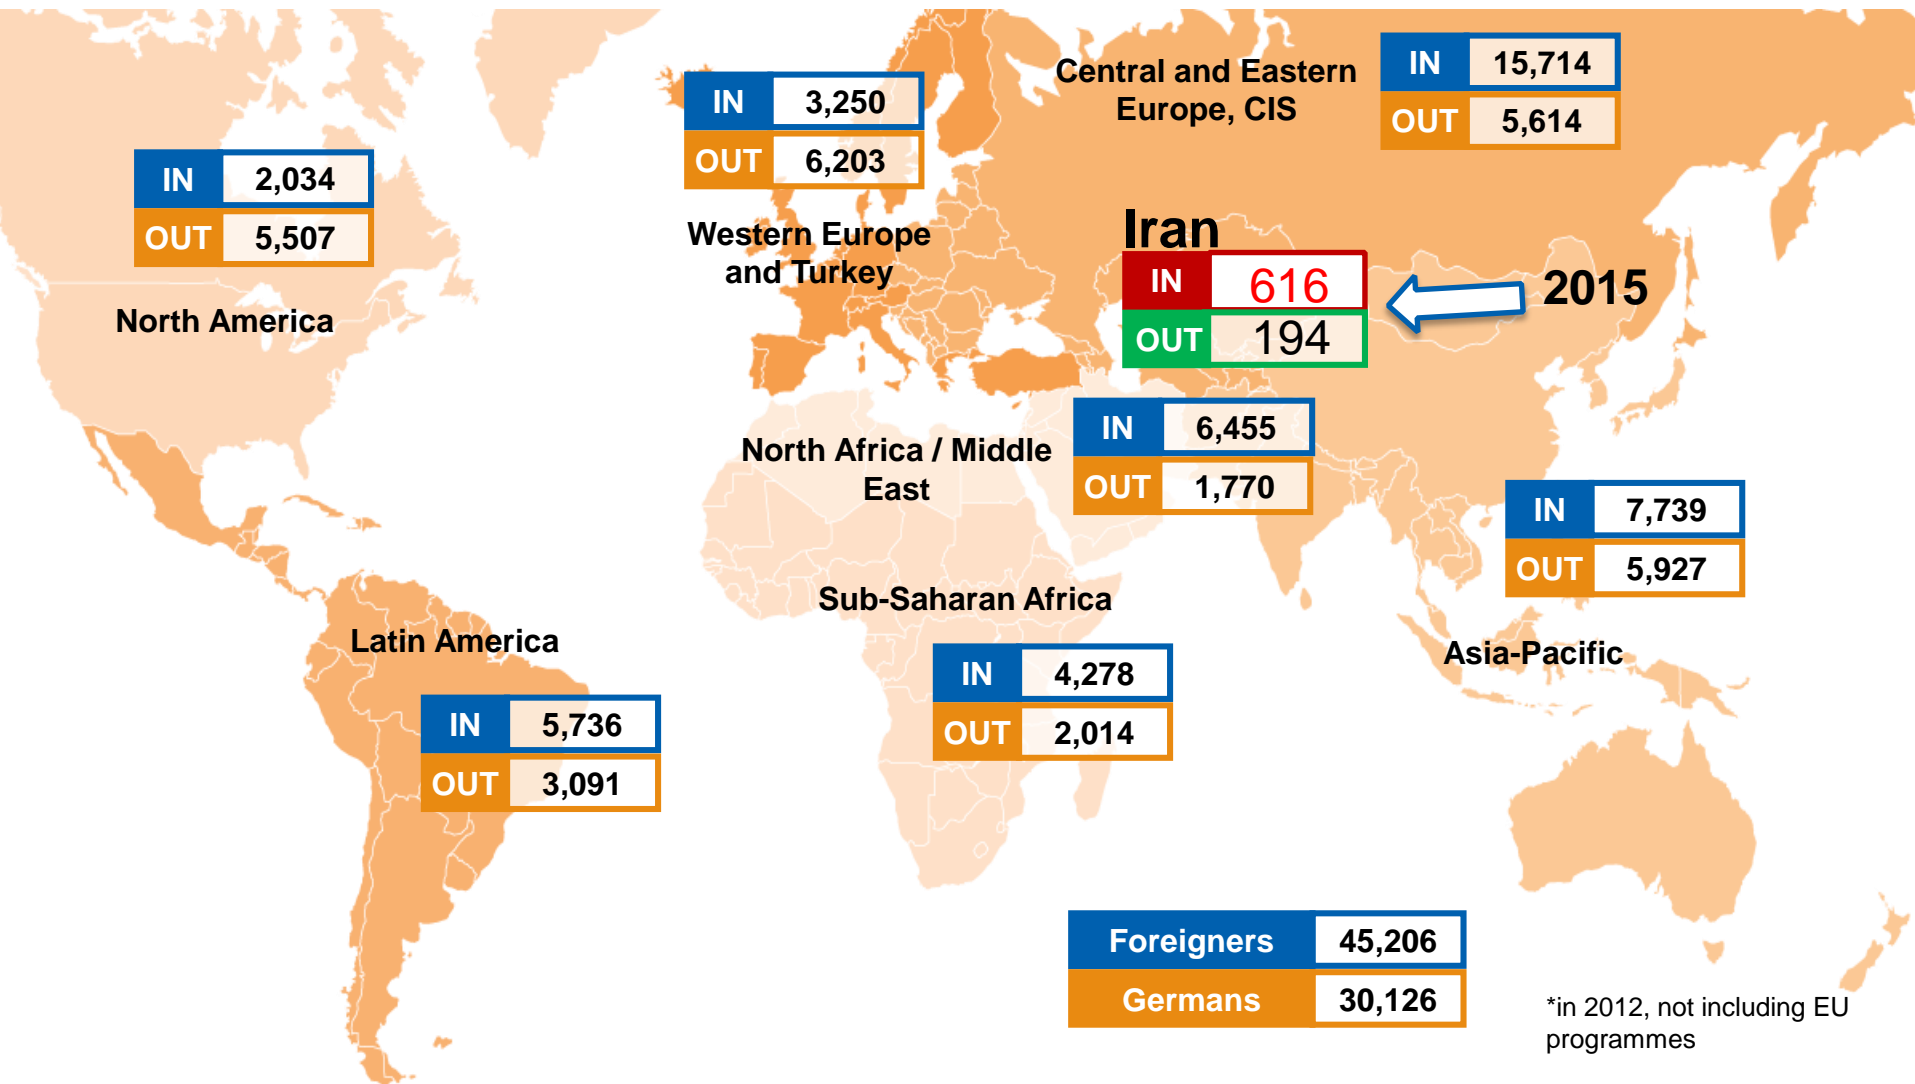 Central and Eastern
Europe, CIS
IN 15,714
OUT 5,614
IN 3,250
OUT 6,203
Western Europe
and Turkey
IN 2,034
OUT 5,507
North America
Iran
IN 616
OUT 194
2015
North Africa / Middle
East
IN 6,455
OUT 1,770
IN 7,739
OUT 5,927
Asia-Pacific
Sub-Saharan Africa
IN 4,278
OUT 2,014
Latin America
IN 5,736
OUT 3,091
Foreigners 45,206
Germans 30,126
*in 2012, not including EU
programmes